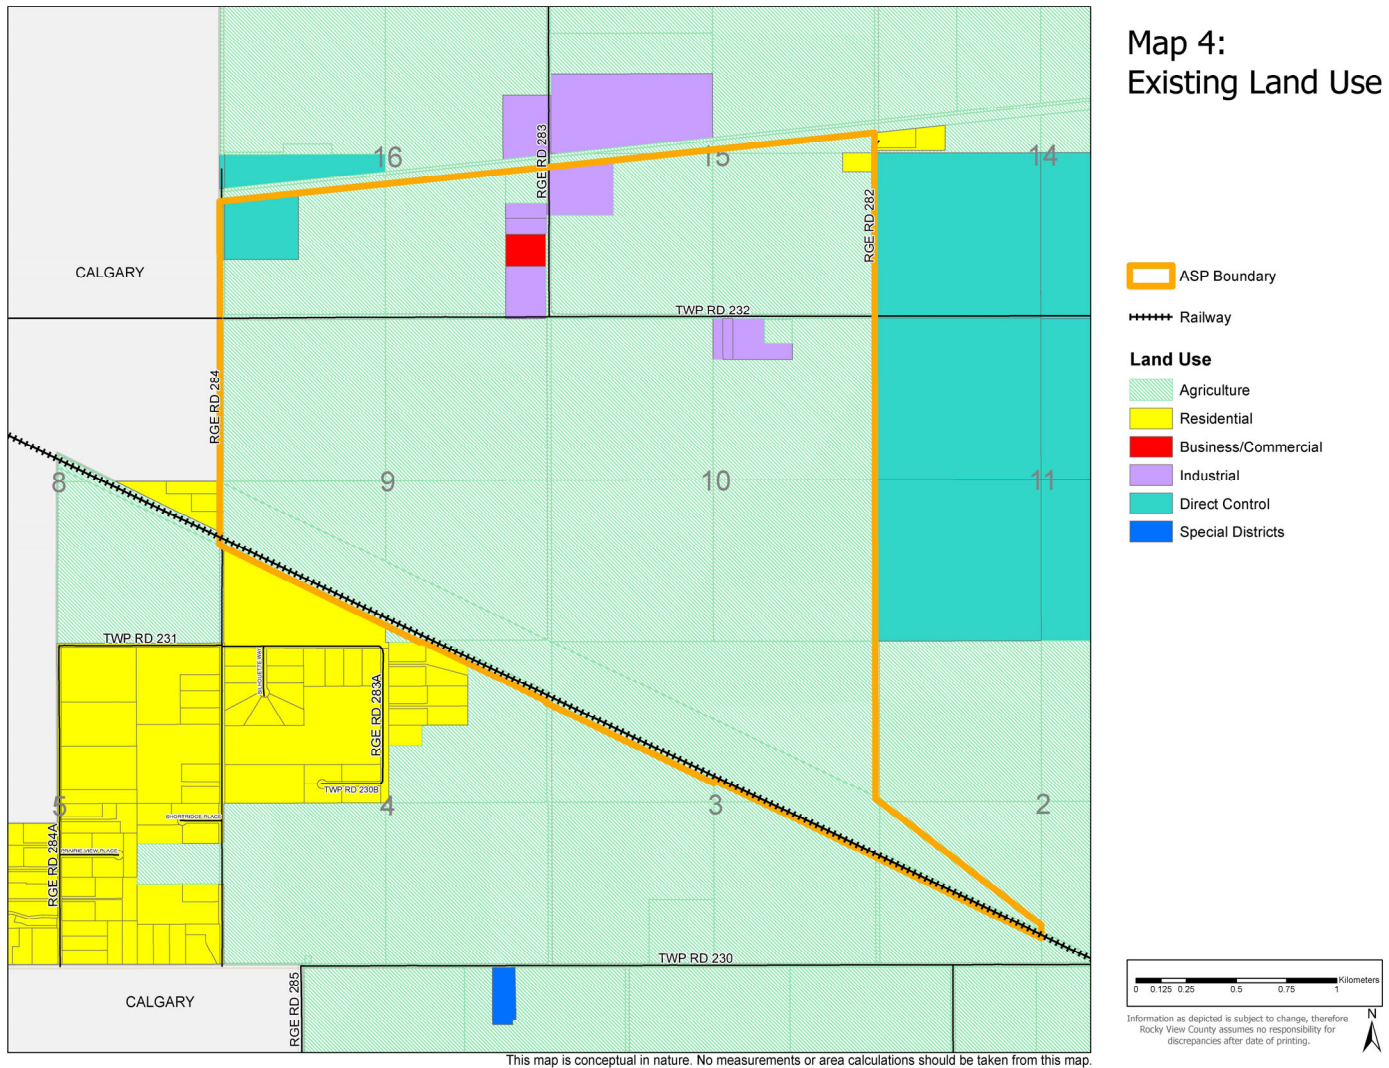 Map 4:
Existing Land Use
16
15
14
RGE RD 283
RGE RD 282
CALGARY
TWP RD 232
RGE RD 284
8
9
10
11
TWP RD 231
SILHOUETTE WAY
RGE RD 283A
TWP RD 230B
5
4
3
2
SHORTRIDGE PLACE
PRAIRIE VIEW PLACE
RGE RD 284A
TWP RD 230
RGE RD 285
CALGARY
ASP Boundary
Railway
Land Use
Agriculture
Residential
Business/Commercial
Industrial
Direct Control
Special Districts
Kilometers
0 0.125 0.25 0.5 0.75 1
Information as depicted is subject to change, therefore
Rocky View County assumes no responsibility for
discrepancies after date of printing.
N
This map is conceptual in nature. No measurements or area calculations should be taken from this map.